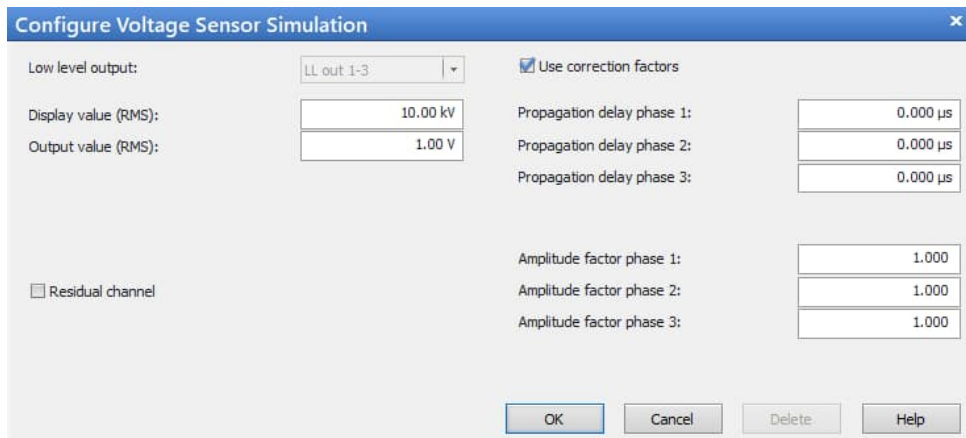 Configure Voltage Sensor Simulation
Low level output: LL out 1-3
Display value (RMS): 10.00 kV
Output value (RMS): 1.00 V
Residual channel
Use correction factors
Propagation delay phase 1: 0.000 µs
Propagation delay phase 2: 0.000 µs
Propagation delay phase 3: 0.000 µs
Amplitude factor phase 1: 1.000
Amplitude factor phase 2: 1.000
Amplitude factor phase 3: 1.000
OK Cancel Delete Help